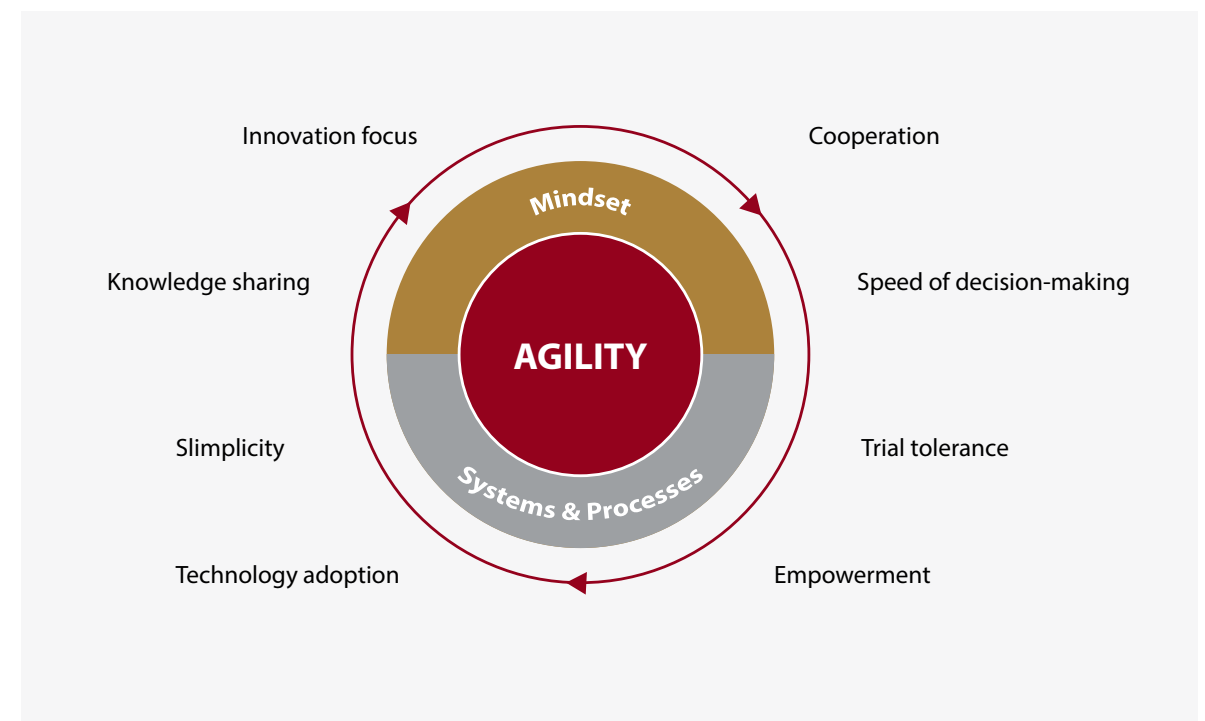 Innovation focus
Cooperation
Mindset
Knowledge sharing
Speed of decision-making
AGILITY
Slimplicity
Trial tolerance
Systems & Processes
Technology adoption
Empowerment